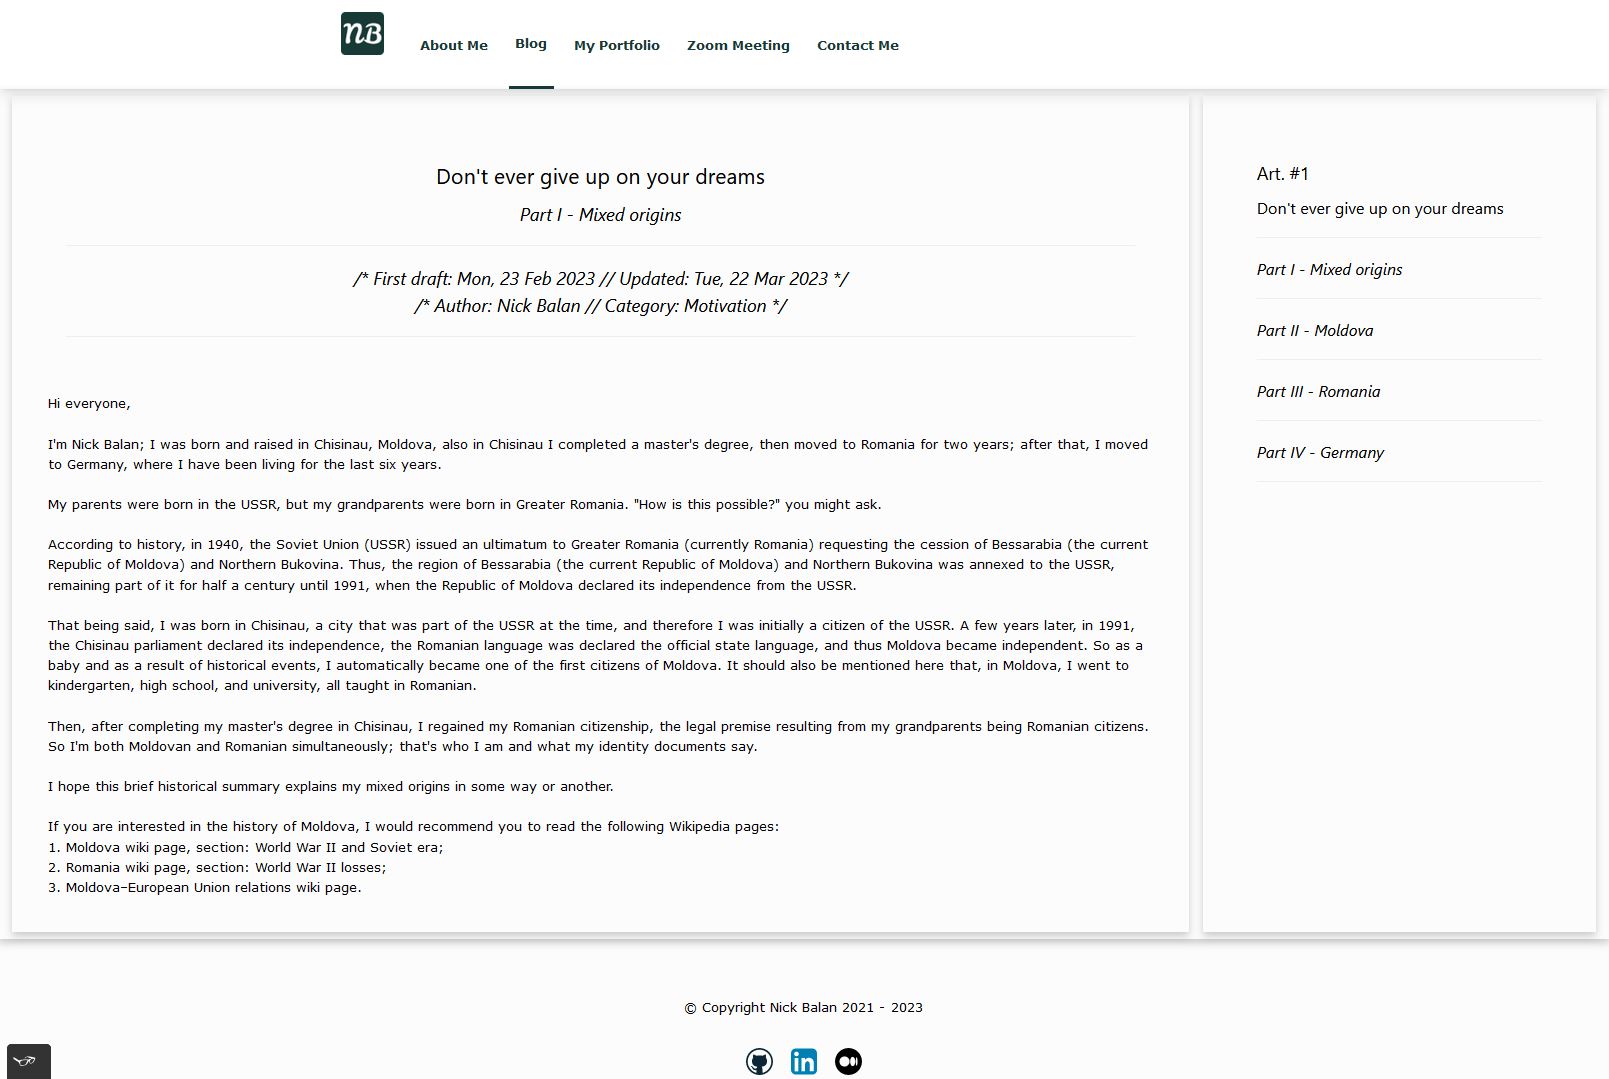 nB
About Me
Blog
My Portfolio
Zoom Meeting
Contact Me
Don't ever give up on your dreams
Part I - Mixed origins
/* First draft: Mon, 23 Feb 2023 // Updated: Tue, 22 Mar 2023 */
/* Author: Nick Balan // Category: Motivation */
Hi everyone,
I'm Nick Balan; I was born and raised in Chisinau, Moldova, also in Chisinau I completed a master's degree, then moved to Romania for two years; after that, I moved
to Germany, where I have been living for the last six years.
My parents were born in the USSR, but my grandparents were born in Greater Romania. "How is this possible?" you might ask.
According to history, in 1940, the Soviet Union (USSR) issued an ultimatum to Greater Romania (currently Romania) requesting the cession of Bessarabia (the current
Republic of Moldova) and Northern Bukovina. Thus, the region of Bessarabia (the current Republic of Moldova) and Northern Bukovina was annexed to the USSR,
remaining part of it for half a century until 1991, when the Republic of Moldova declared its independence from the USSR.
That being said, I was born in Chisinau, a city that was part of the USSR at the time, and therefore I was initially a citizen of the USSR. A few years later, in 1991,
the Chisinau parliament declared its independence, the Romanian language was declared the official state language, and thus Moldova became independent. So as a
baby and as a result of historical events, I automatically became one of the first citizens of Moldova. It should also be mentioned here that, in Moldova, I went to
kindergarten, high school, and university, all taught in Romanian.
Then, after completing my master's degree in Chisinau, I regained my Romanian citizenship, the legal premise resulting from my grandparents being Romanian citizens.
So I'm both Moldovan and Romanian simultaneously; that's who I am and what my identity documents say.
I hope this brief historical summary explains my mixed origins in some way or another.
If you are interested in the history of Moldova, I would recommend you to read the following Wikipedia pages:
1. Moldova wiki page, section: World War II and Soviet era;
2. Romania wiki page, section: World War II losses;
3. Moldova–European Union relations wiki page.
Art. #1
Don't ever give up on your dreams
Part I - Mixed origins
Part II - Moldova
Part III - Romania
Part IV - Germany
© Copyright Nick Balan 2021 - 2023
in